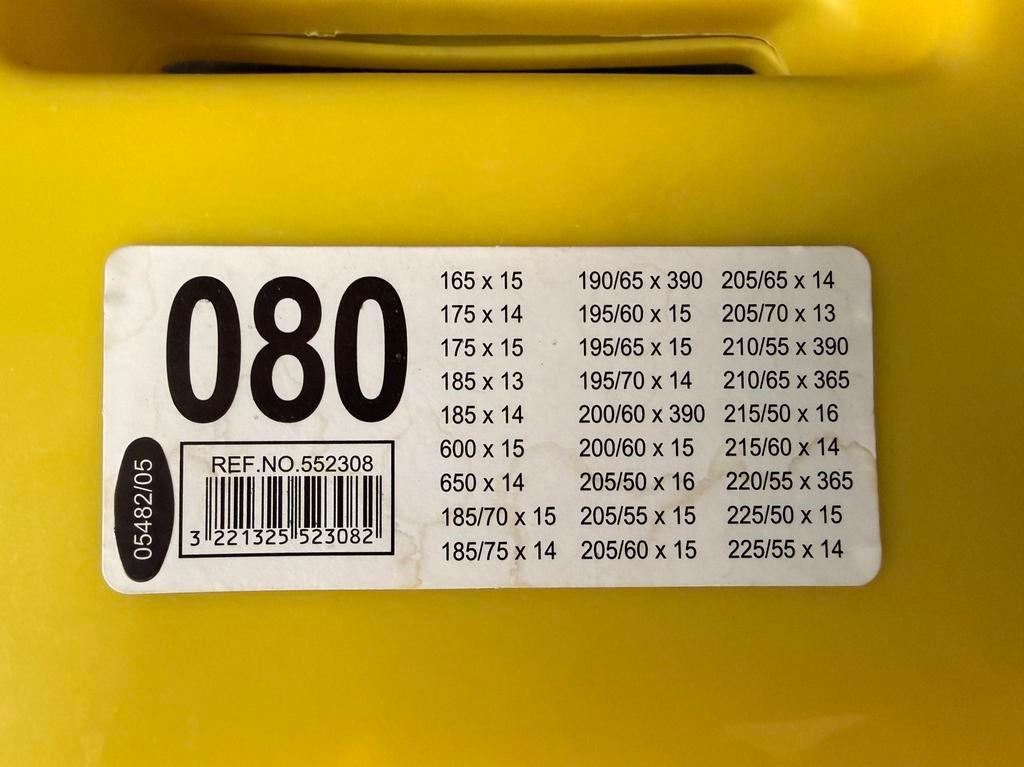 080
REF.NO.552308
3 221325 523082
05482/05
165 x 15
175 x 14
175 x 15
185 x 13
185 x 14
600 x 15
650 x 14
185/70 x 15
185/75 x 14
190/65 x 390
195/60 x 15
195/65 x 15
195/70 x 14
200/60 x 390
200/60 x 15
205/50 x 16
205/55 x 15
205/60 x 15
205/65 x 14
205/70 x 13
210/55 x 390
210/65 x 365
215/50 x 16
215/60 x 14
220/55 x 365
225/50 x 15
225/55 x 14